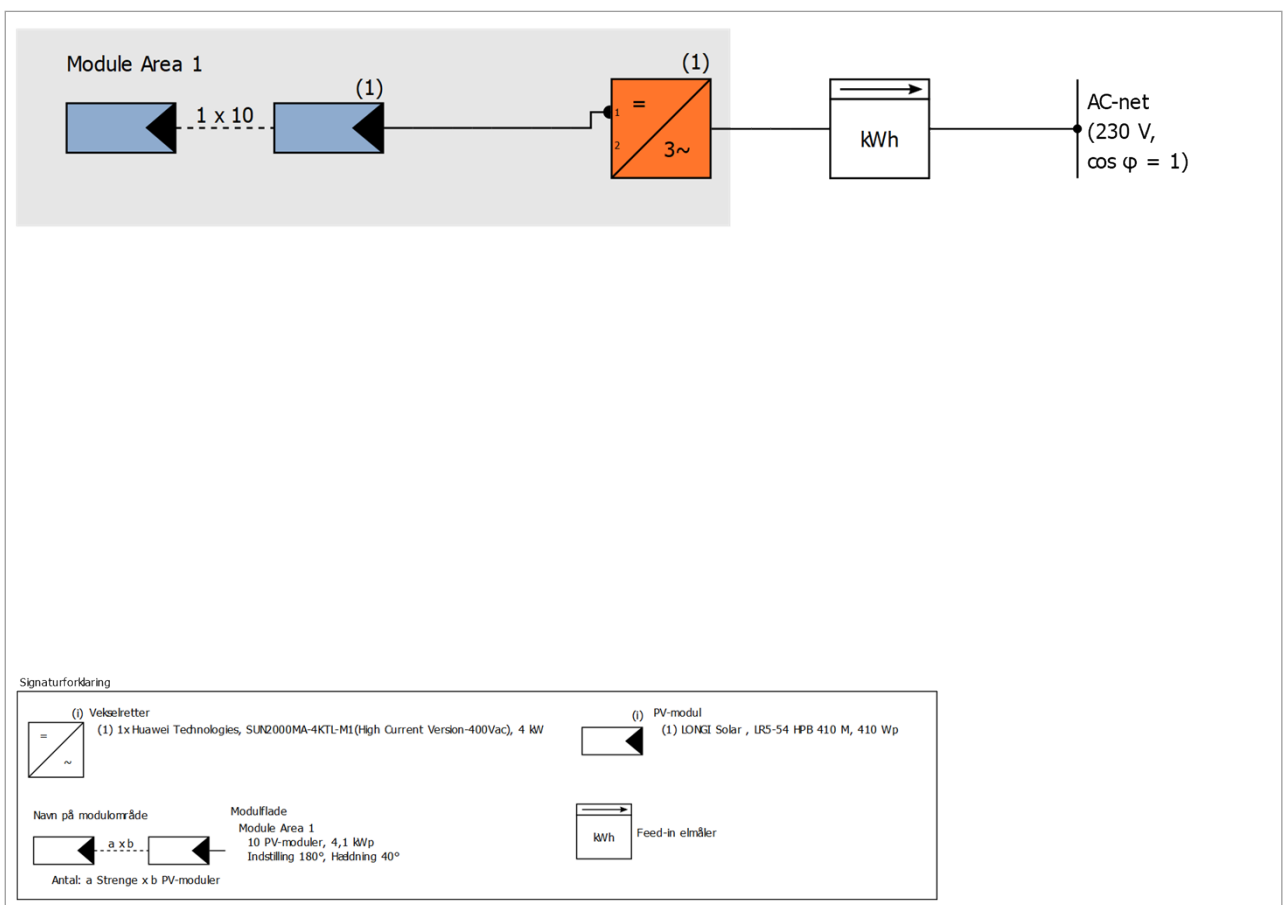 Module Area 1
(1)
(1)
1 x 10
1
=
2
3~
kWh
AC-net
(230 V,
cos φ = 1)
Signaturforklaring
(i) Vekselretter
(1) 1x Huawei Technologies, SUN2000MA-4KTL-M1(High Current Version-400Vac), 4 kW
=
~
(i) PV-modul
(1) LONGI Solar , LR5-54 HPB 410 M, 410 Wp
Navn på modulområde
a x b
Antal: a Strenge x b PV-moduler
Modulflade
Module Area 1
10 PV-moduler, 4,1 kWp
Indstilling 180°, Hældning 40°
kWh
Feed-in elmåler